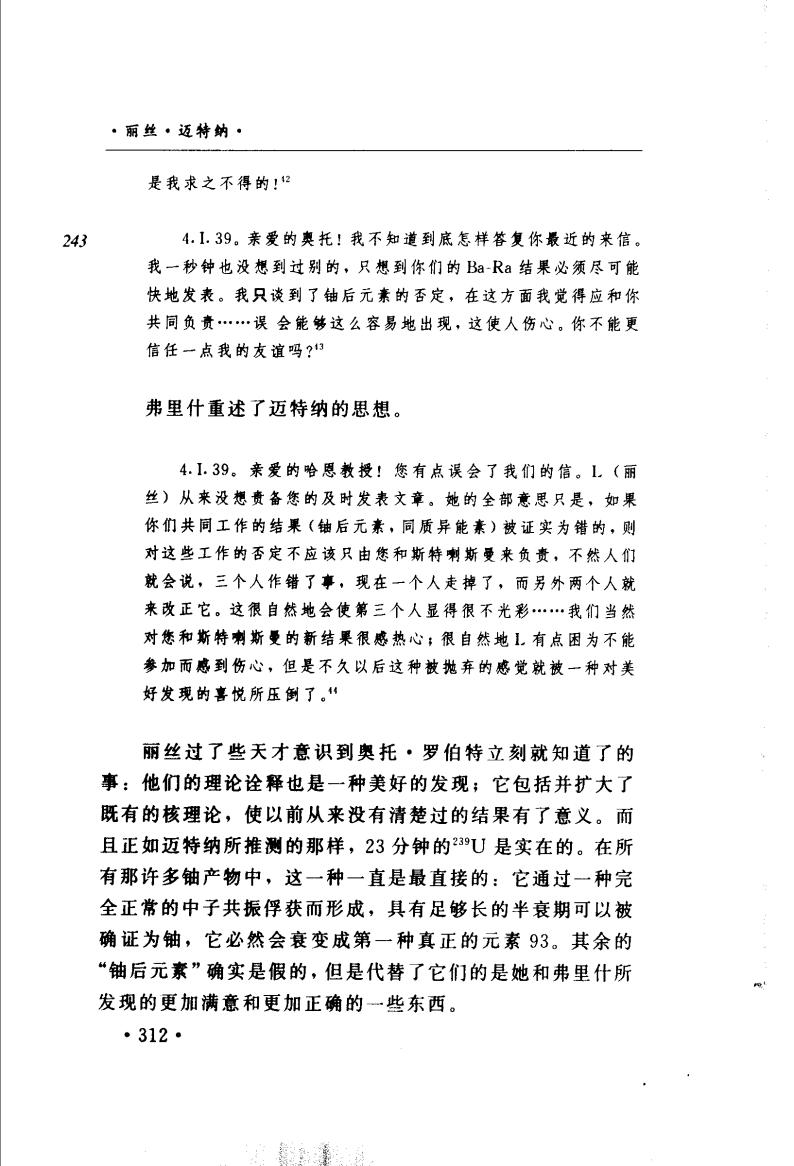 ·丽丝·迈特纳·
是我求之不得的!⁴²
243
4.I.39。亲爱的奥托!我不知道到底怎样答复你最近的来信。
我一秒钟也没想到过别的,只想到你们的 Ba-Ra 结果必须尽可能
快地发表。我只谈到了铀后元素的否定,在这方面我觉得应和你
共同负责……误 会能够这么容易地出现,这使人伤心。你不能更
信任一点我的友谊吗?⁴³
弗里什重述了迈特纳的思想。
4.I.39。亲爱的哈恩教授!您有点误会了我们的信。L(丽
丝)从来没想责备您的及时发表文章。她的全部意思只是,如果
你们共同工作的结果(铀后元素,同质异能素)被证实为错的,则
对这些工作的否定不应该只由您和斯特喇斯曼来负责,不然人们
就会说,三个人作错了事,现在一个人走掉了,而另外两个人就
来改正它。这很自然地会使第三个人显得很不光彩……我们当然
对您和斯特喇斯曼的新结果很感热心;很自然地L有点因为不能
参加而感到伤心,但是不久以后这种被抛弃的感觉就被一种对美
好发现的喜悦所压倒了。⁴⁴
丽丝过了些天才意识到奥托·罗伯特立刻就知道了的
事:他们的理论诠释也是一种美好的发现;它包括并扩大了
既有的核理论,使以前从来没有清楚过的结果有了意义。而
且正如迈特纳所推测的那样,23 分钟的²³⁹U 是实在的。在所
有那许多铀产物中,这一种一直是最直接的:它通过一种完
全正常的中子共振俘获而形成,具有足够长的半衰期可以被
确证为铀,它必然会衰变成第一种真正的元素 93。其余的
“铀后元素”确实是假的,但是代替了它们的是她和弗里什所
发现的更加满意和更加正确的一些东西。
·312·